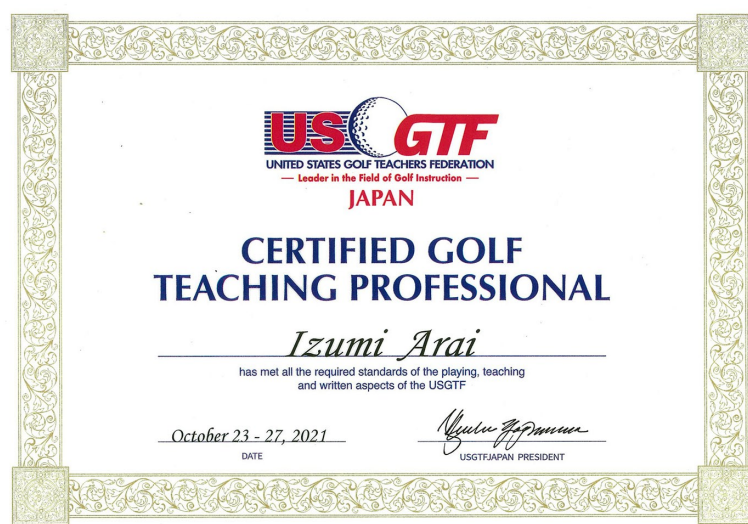 USGTF
UNITED STATES GOLF TEACHERS FEDERATION
— Leader in the Field of Golf Instruction —
JAPAN
CERTIFIED GOLF
TEACHING PROFESSIONAL
Izumi Arai
has met all the required standards of the playing, teaching
and written aspects of the USGTF
October 23 - 27, 2021
DATE
USGTFJAPAN PRESIDENT